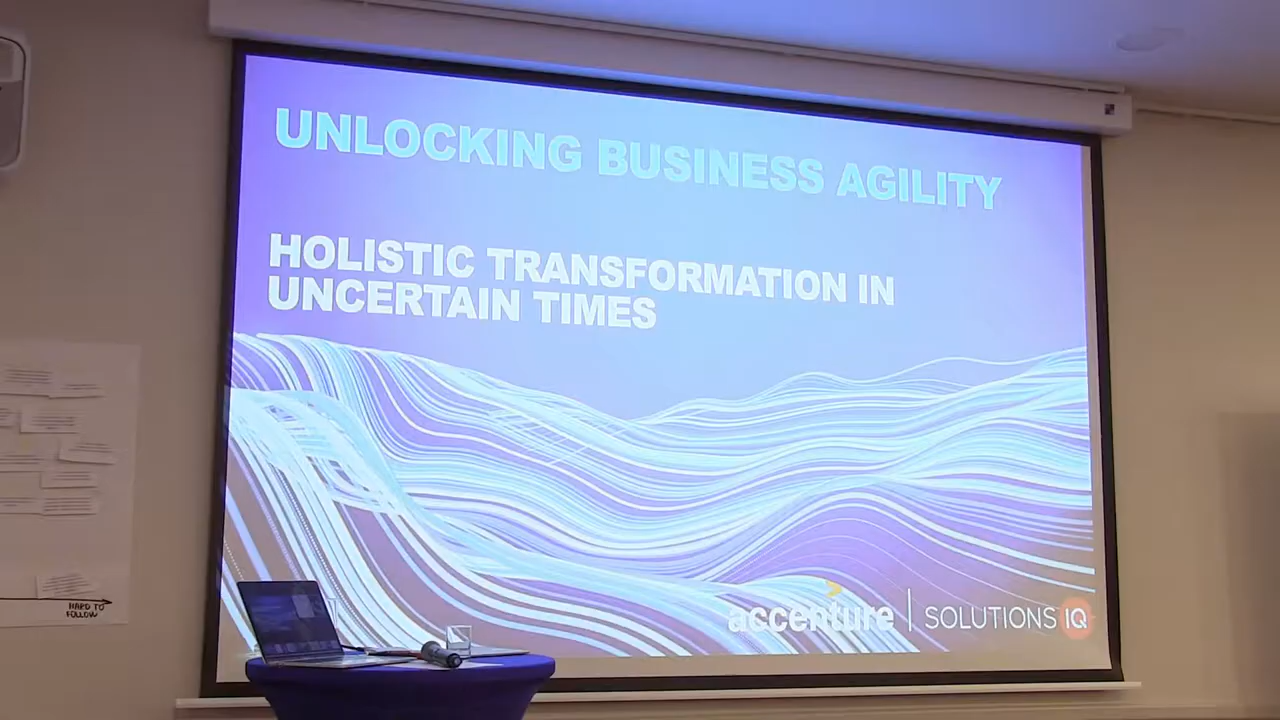 UNLOCKING BUSINESS AGILITY
HOLISTIC TRANSFORMATION IN
UNCERTAIN TIMES
accenture | SOLUTIONS IQ
HARD TO
FOLLOW